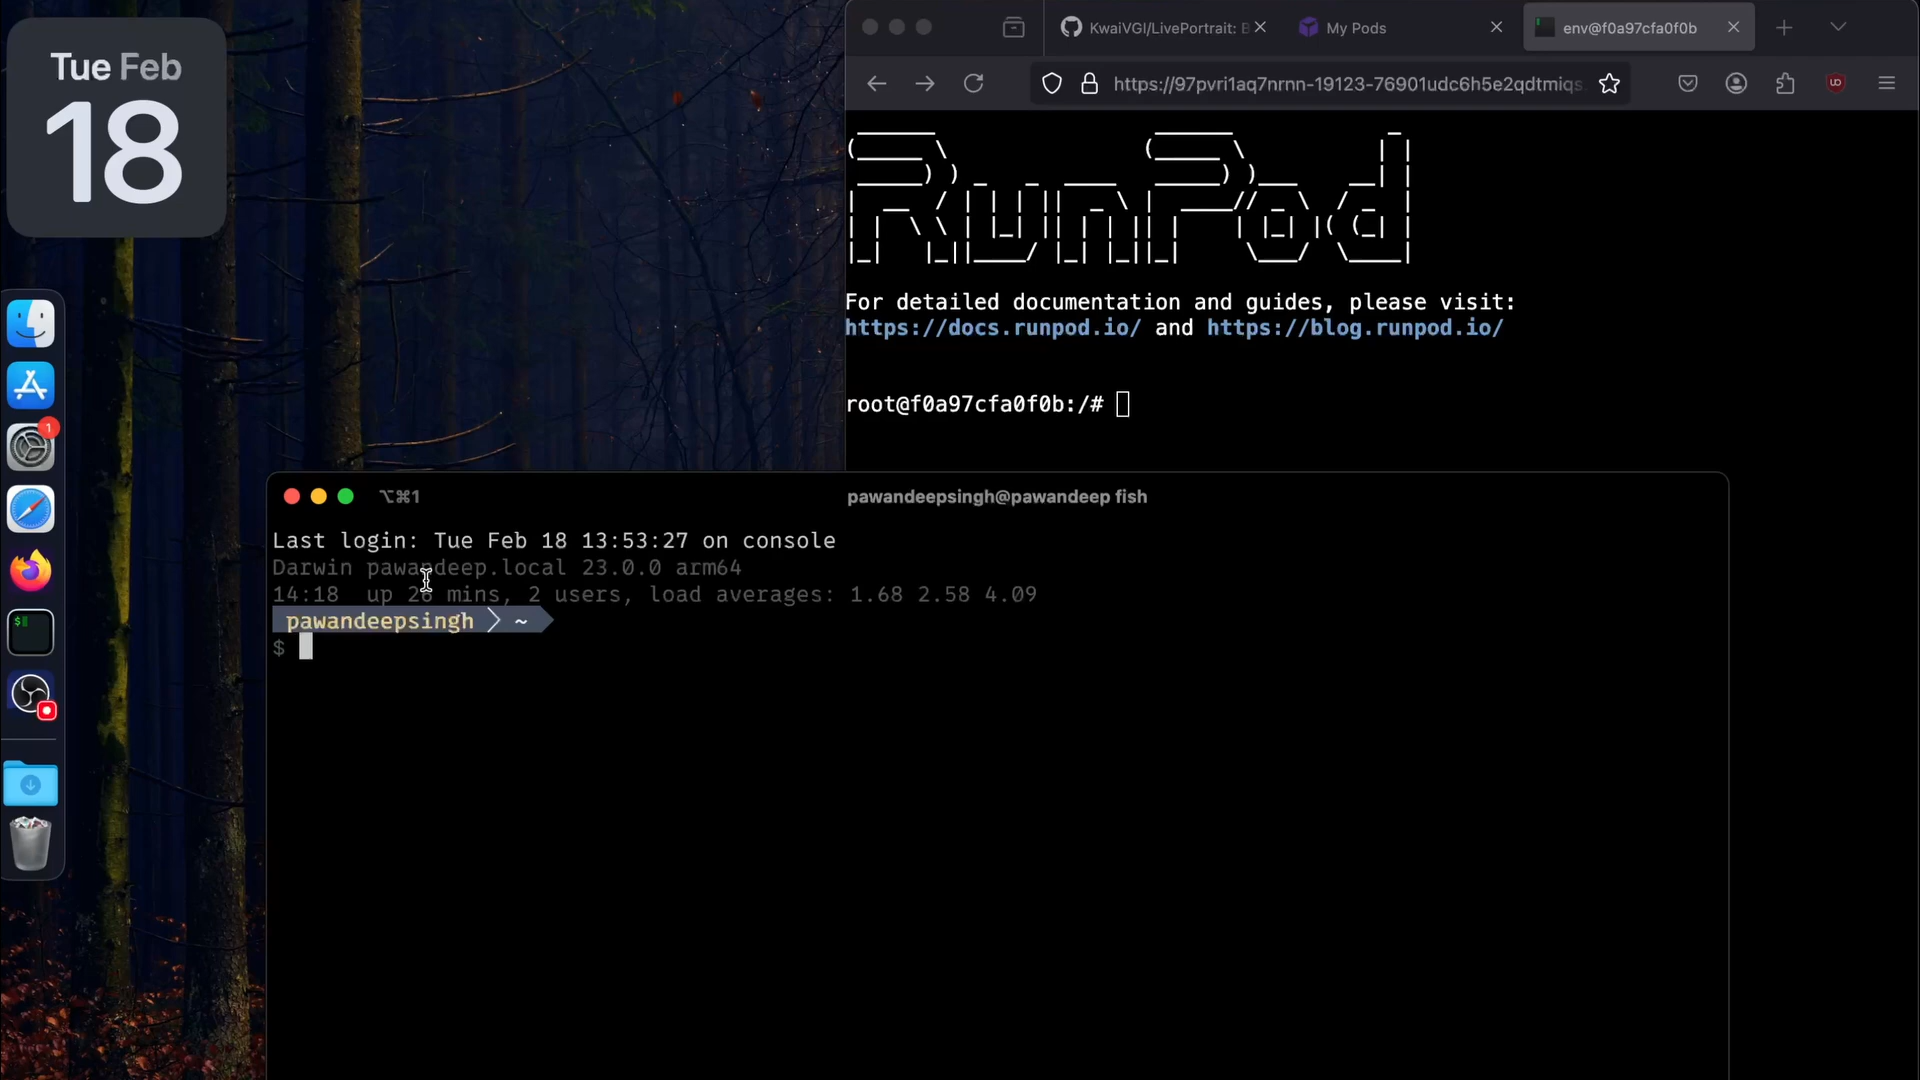 Tue Feb
18
KwaiVGI/LivePortrait: B
My Pods
env@f0a97cfa0f0b
https://97pvri1aq7nrnn-19123-76901udc6h5e2qdtmiqs
RunPod
For detailed documentation and guides, please visit:
https://docs.runpod.io/ and https://blog.runpod.io/
root@f0a97cfa0f0b:/#
⌥⌘1
pawandeepsingh@pawandeep fish
Last login: Tue Feb 18 13:53:27 on console
Darwin pawandeep.local 23.0.0 arm64
14:18 up 26 mins, 2 users, load averages: 1.68 2.58 4.09
pawandeepsingh ~
$
1